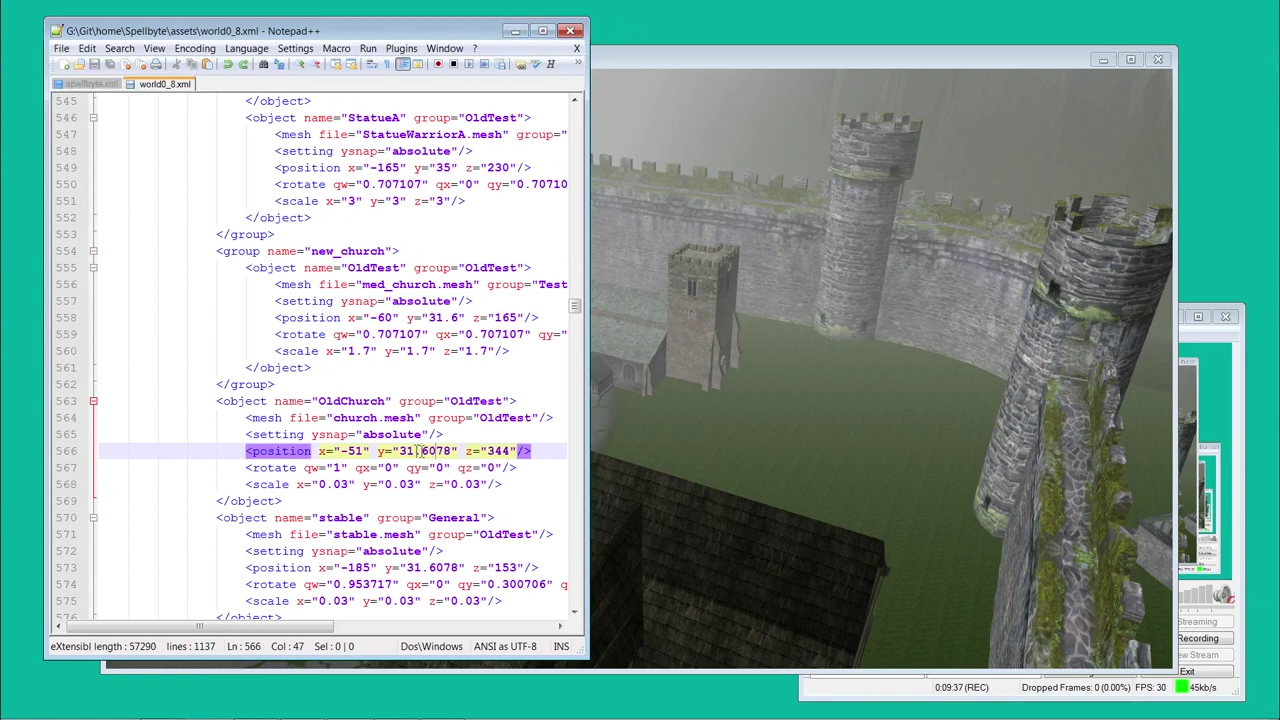 G:\Git\home\Spellbyte\assets\world0_8.xml - Notepad++
File Edit Search View Encoding Language Settings Macro Run Plugins Window ? X
spellbyte.xml world0_8.xml
545 </object>
546 <object name="StatueA" group="OldTest">
547 <mesh file="StatueWarriorA.mesh" group="
548 <setting ysnap="absolute"/>
549 <position x="-165" y="35" z="230"/>
550 <rotate qw="0.707107" qx="0" qy="0.70710
551 <scale x="3" y="3" z="3"/>
552 </object>
553 </group>
554 <group name="new_church">
555 <object name="OldTest" group="OldTest">
556 <mesh file="med_church.mesh" group="Test
557 <setting ysnap="absolute"/>
558 <position x="-60" y="31.6" z="165"/>
559 <rotate qw="0.707107" qx="0.707107" qy=
560 <scale x="1.7" y="1.7" z="1.7"/>
561 </object>
562 </group>
563 <object name="OldChurch" group="OldTest">
564 <mesh file="church.mesh" group="OldTest"/>
565 <setting ysnap="absolute"/>
566 <position x="-51" y="31.6078" z="344"/>
567 <rotate qw="1" qx="0" qy="0" qz="0"/>
568 <scale x="0.03" y="0.03" z="0.03"/>
569 </object>
570 <object name="stable" group="General">
571 <mesh file="stable.mesh" group="OldTest"/>
572 <setting ysnap="absolute"/>
573 <position x="-185" y="31.6078" z="153"/>
574 <rotate qw="0.953717" qx="0" qy="0.300706" q
575 <scale x="0.03" y="0.03" z="0.03"/>
576 </object>
eXtensibl length : 57290 lines : 1137 Ln : 566 Col : 47 Sel : 0 | 0 Dos\Windows ANSI as UTF-8 INS
Streaming
Recording
ew Stream
Exit
0:09:37 (REC) Dropped Frames: 0 (0.00%) FPS: 30 45kb/s